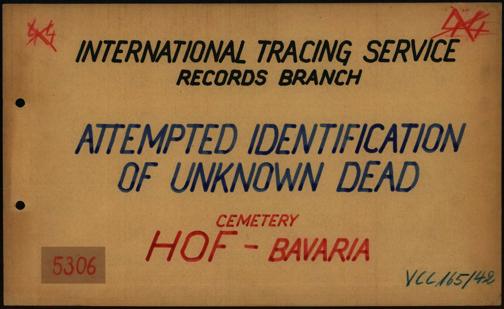 INTERNATIONAL TRACING SERVICE
RECORDS BRANCH
ATTEMPTED IDENTIFICATION
OF UNKNOWN DEAD
CEMETERY
HOF - BAVARIA
5306
VCC.165/42